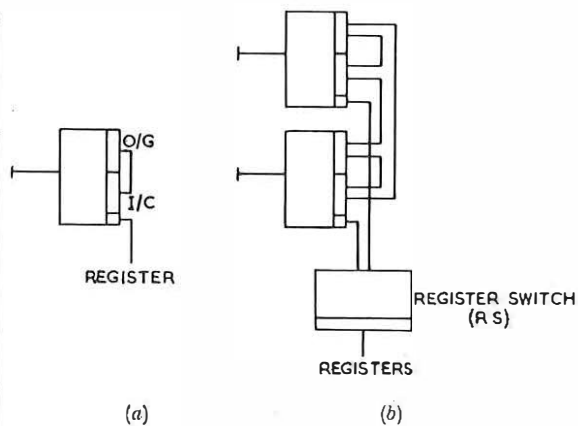 O/G
I/C
REGISTER
REGISTER SWITCH
(RS)
REGISTERS
(a)
(b)